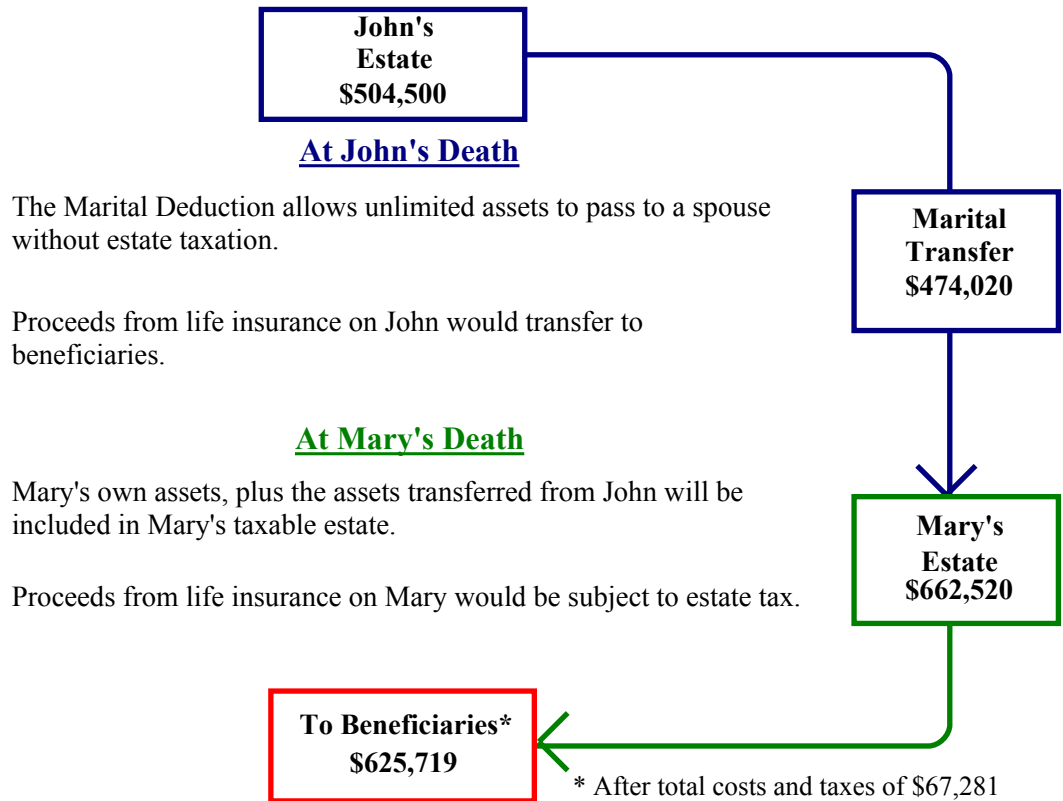 John's
Estate
$504,500
At John's Death
The Marital Deduction allows unlimited assets to pass to a spouse
without estate taxation.
Marital
Transfer
$474,020
Proceeds from life insurance on John would transfer to
beneficiaries.
At Mary's Death
Mary's own assets, plus the assets transferred from John will be
included in Mary's taxable estate.
Mary's
Estate
$662,520
Proceeds from life insurance on Mary would be subject to estate tax.
To Beneficiaries*
$625,719
* After total costs and taxes of $67,281